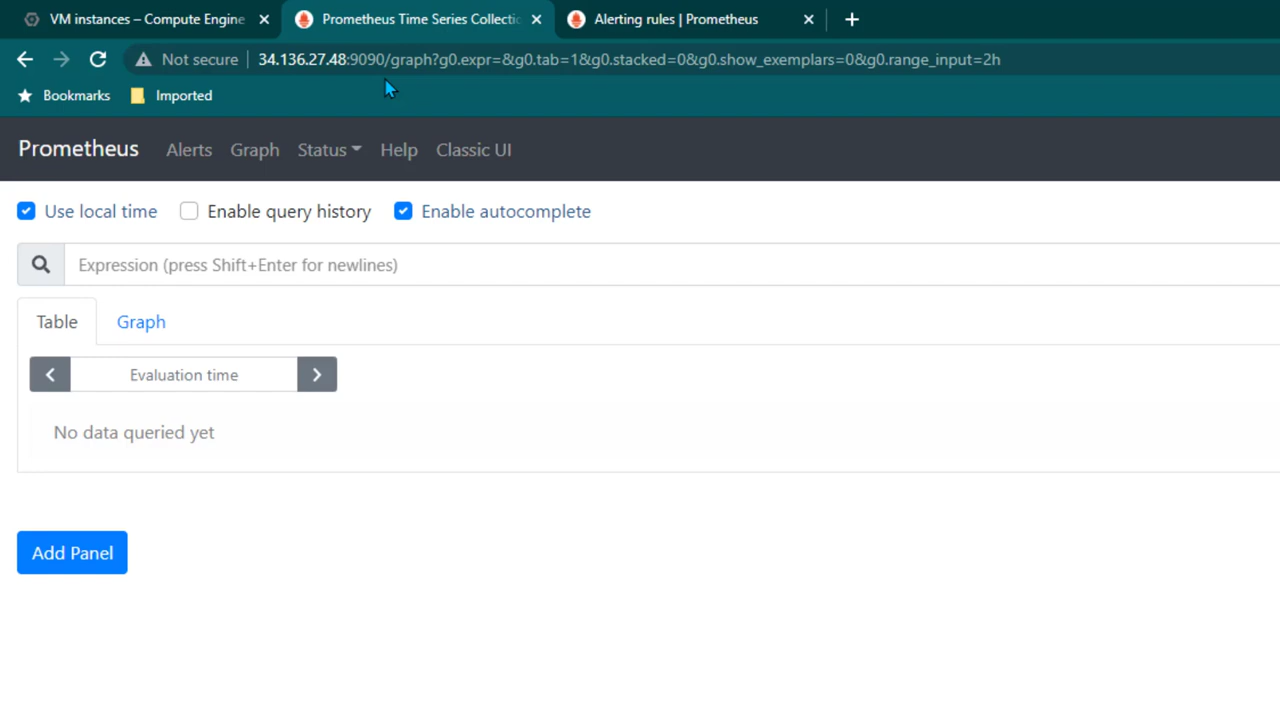 VM instances – Compute Engine
Prometheus Time Series Collectio
Alerting rules | Prometheus
Not secure
34.136.27.48:9090/graph?g0.expr=&g0.tab=1&g0.stacked=0&g0.show_exemplars=0&g0.range_input=2h
Bookmarks
Imported
Prometheus Alerts Graph Status Help Classic UI
Use local time Enable query history Enable autocomplete
Expression (press Shift+Enter for newlines)
Table Graph
Evaluation time
No data queried yet
Add Panel